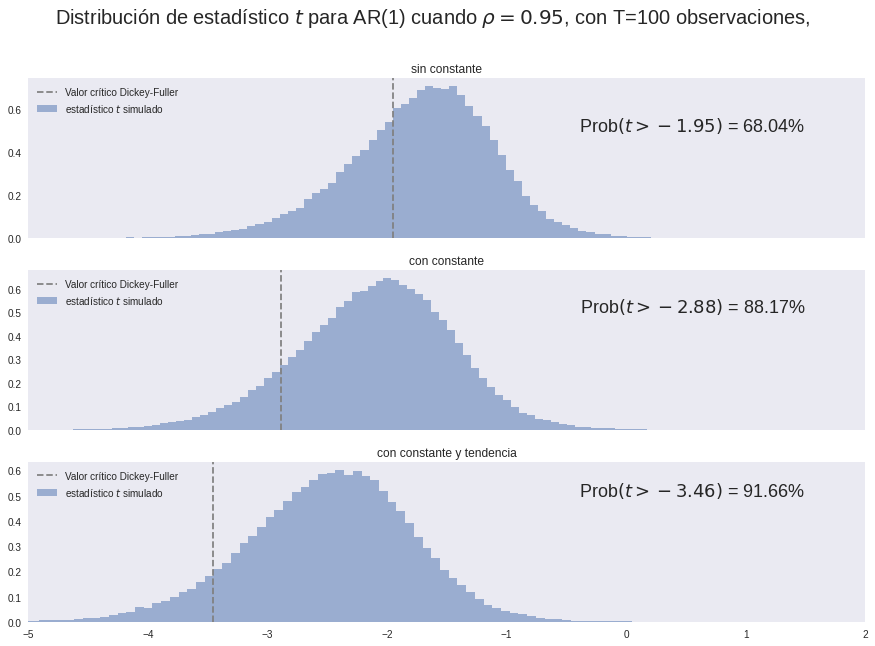 Distribución de estadístico t para AR(1) cuando ρ = 0.95, con T=100 observaciones,
sin constante
Valor crítico Dickey-Fuller
estadístico t simulado
Prob(t > −1.95) = 68.04%
0.6
0.4
0.2
0.0
con constante
Valor crítico Dickey-Fuller
estadístico t simulado
Prob(t > −2.88) = 88.17%
0.6
0.5
0.4
0.3
0.2
0.1
0.0
con constante y tendencia
Valor crítico Dickey-Fuller
estadístico t simulado
Prob(t > −3.46) = 91.66%
0.6
0.5
0.4
0.3
0.2
0.1
0.0
−5 −4 −3 −2 −1 0 1 2